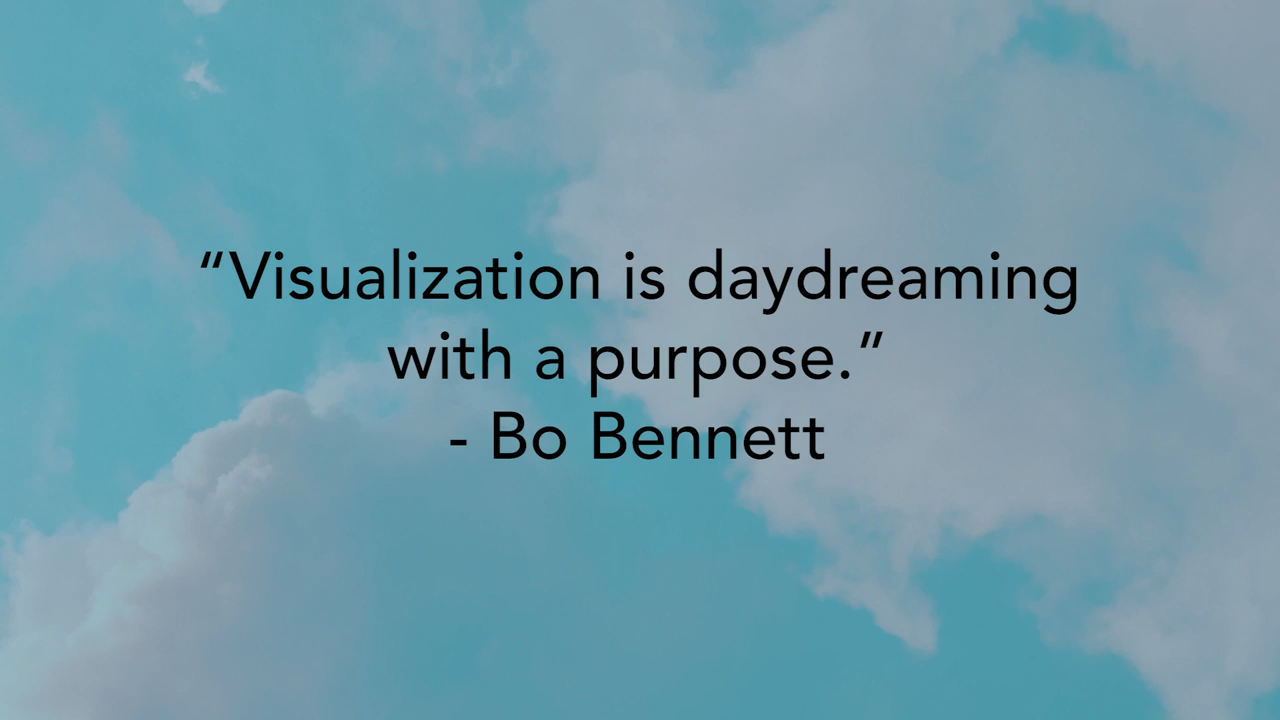 “Visualization is daydreaming
with a purpose.”
- Bo Bennett